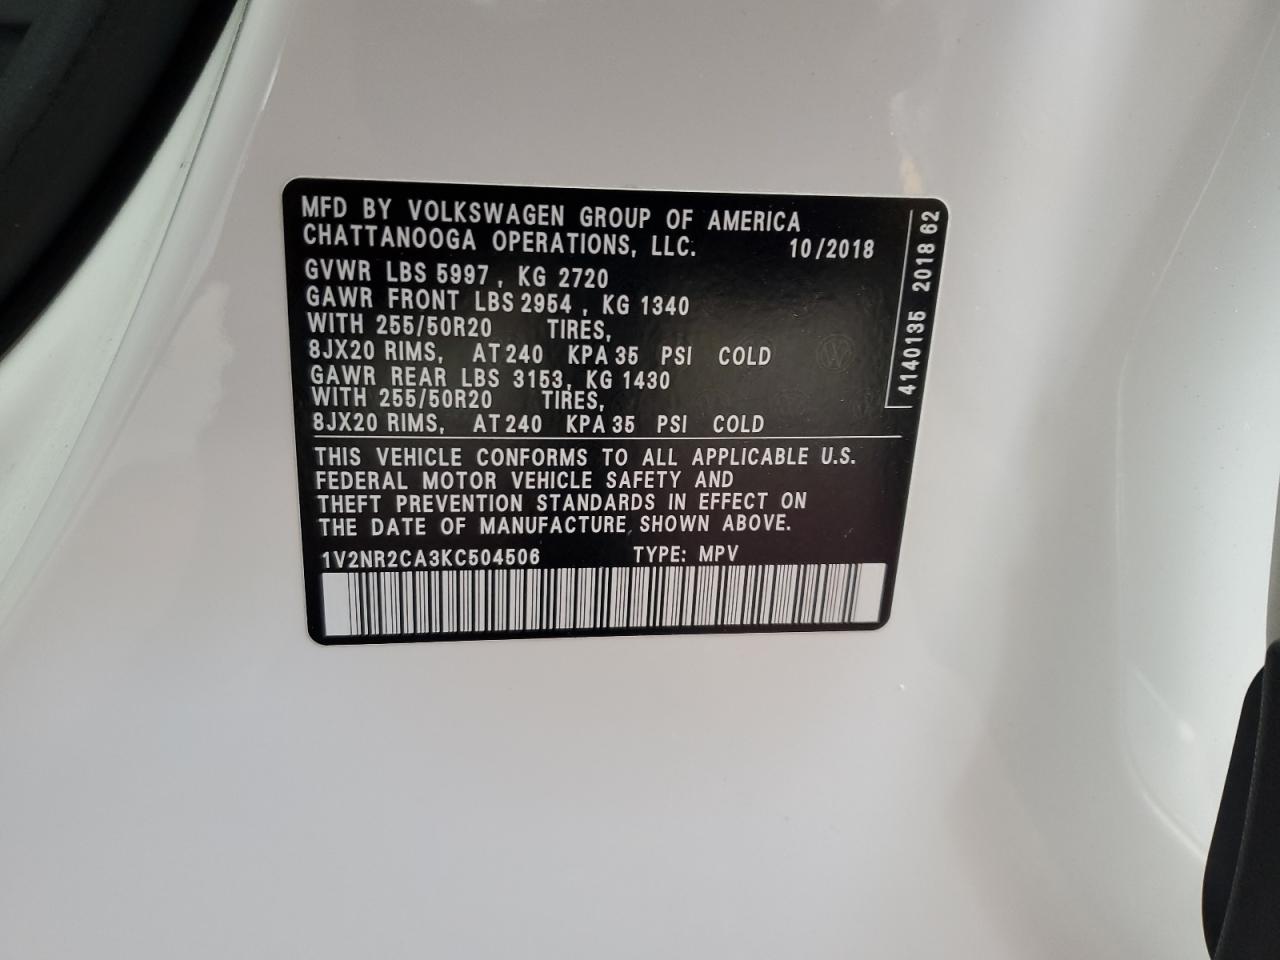 MFD BY VOLKSWAGEN GROUP OF AMERICA
CHATTANOOGA OPERATIONS, LLC. 10/2018
GVWR LBS 5997, KG 2720
GAWR FRONT LBS 2954, KG 1340
WITH 255/50R20 TIRES,
8JX20 RIMS, AT 240 KPA 35 PSI COLD
GAWR REAR LBS 3153, KG 1430
WITH 255/50R20 TIRES,
8JX20 RIMS, AT 240 KPA 35 PSI COLD
THIS VEHICLE CONFORMS TO ALL APPLICABLE U.S.
FEDERAL MOTOR VEHICLE SAFETY AND
THEFT PREVENTION STANDARDS IN EFFECT ON
THE DATE OF MANUFACTURE SHOWN ABOVE.
1V2NR2CA3KC504506 TYPE: MPV
4140135 2018 62